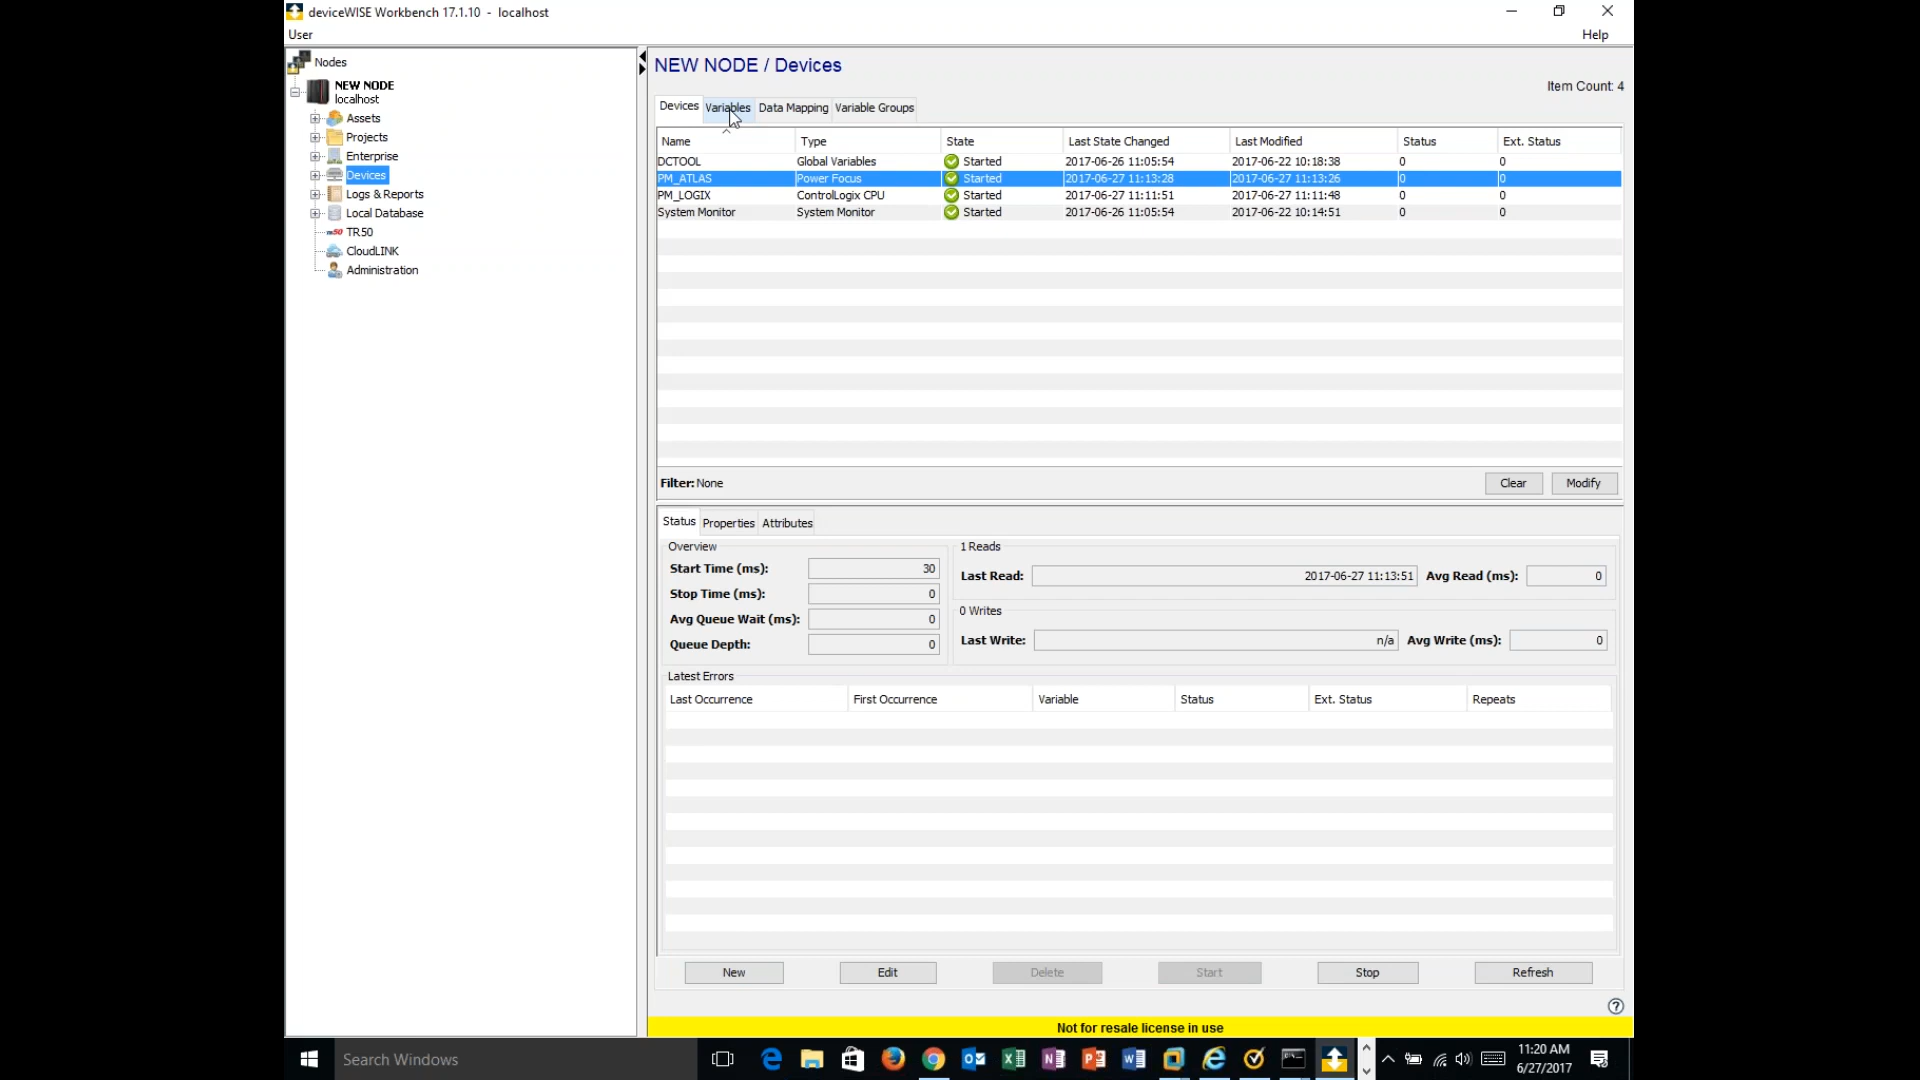 deviceWISE Workbench 17.1.10 - localhost
User
Help
Nodes
NEW NODE
localhost
Assets
Projects
Enterprise
Devices
Logs & Reports
Local Database
TR50
CloudLINK
Administration
NEW NODE / Devices
Item Count: 4
Devices Variables Data Mapping Variable Groups
Name Type State Last State Changed Last Modified Status Ext. Status
DCTOOL Global Variables Started 2017-06-26 11:05:54 2017-06-22 10:18:38 0 0
PM_ATLAS Power Focus Started 2017-06-27 11:13:28 2017-06-27 11:13:26 0 0
PM_LOGIX ControlLogix CPU Started 2017-06-27 11:11:51 2017-06-27 11:11:48 0 0
System Monitor System Monitor Started 2017-06-26 11:05:54 2017-06-22 10:14:51 0 0
Filter: None
Clear Modify
Status Properties Attributes
Overview
Start Time (ms): 30
Stop Time (ms): 0
Avg Queue Wait (ms): 0
Queue Depth: 0
1 Reads
Last Read: 2017-06-27 11:13:51 Avg Read (ms): 0
0 Writes
Last Write: n/a Avg Write (ms): 0
Latest Errors
Last Occurrence First Occurrence Variable Status Ext. Status Repeats
New Edit Delete Start Stop Refresh
Not for resale license in use
Search Windows
11:20 AM
6/27/2017